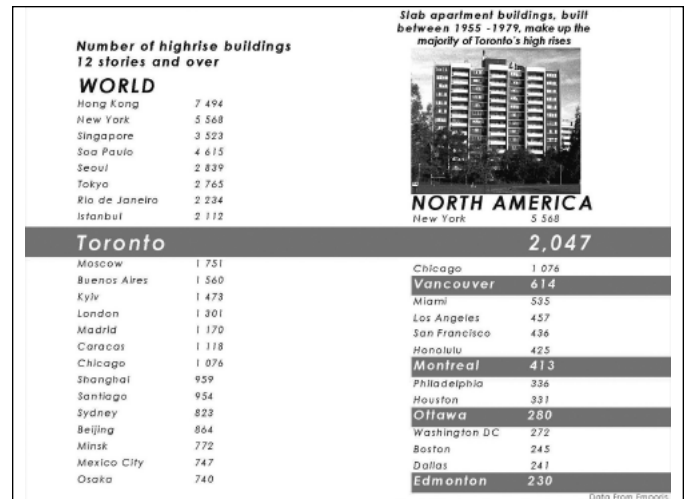 Number of highrise buildings
12 stories and over
WORLD
Hong Kong 7 494
New York 5 568
Singapore 3 523
Soa Paulo 4 615
Seoul 2 839
Tokyo 2 765
Rio de Janeiro 2 234
Istanbul 2 112
Slab apartment buildings, built
between 1955 -1979, make up the
majority of Toronto's high rises
NORTH AMERICA
New York 5 568
Toronto 2,047
Moscow 1 751
Buenos Aires 1 560
Kyiv 1 473
London 1 301
Madrid 1 170
Caracas 1 118
Chicago 1 076
Shanghai 959
Santiago 954
Sydney 823
Beijing 864
Minsk 772
Mexico City 747
Osaka 740
Chicago 1 076
Vancouver 614
Miami 535
Los Angeles 457
San Francisco 436
Honolulu 425
Montreal 413
Philadelphia 336
Houston 331
Ottawa 280
Washington DC 272
Boston 245
Dallas 241
Edmonton 230
Data From Emporis